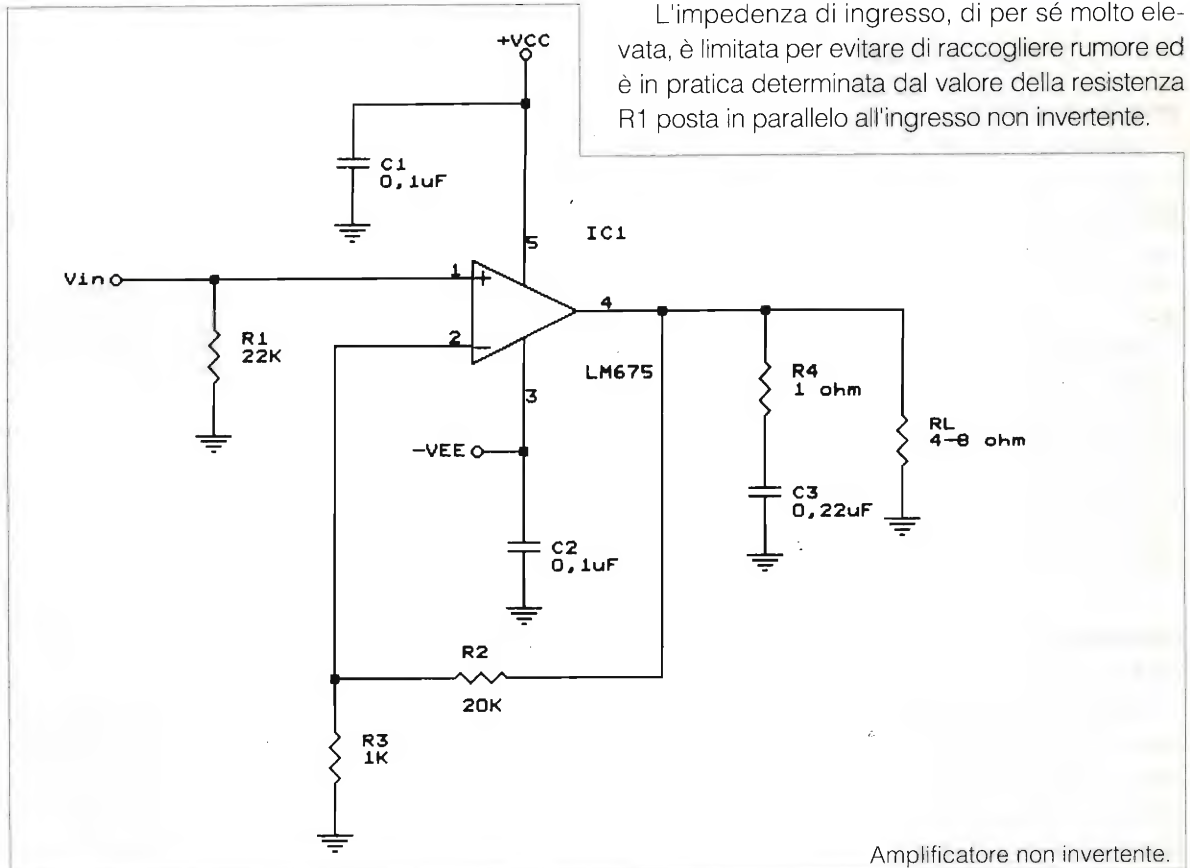 L'impedenza di ingresso, di per sé molto ele-
vata, è limitata per evitare di raccogliere rumore ed
è in pratica determinata dal valore della resistenza
R1 posta in parallelo all'ingresso non invertente.
+VCC
C1
0,1uF
5
IC1
Vin
1
+
4
R1
22K
2
−
LM675
3
R4
1 ohm
RL
4-8 ohm
-VEE
C3
0,22uF
C2
0,1uF
R2
20K
R3
1K
Amplificatore non invertente.